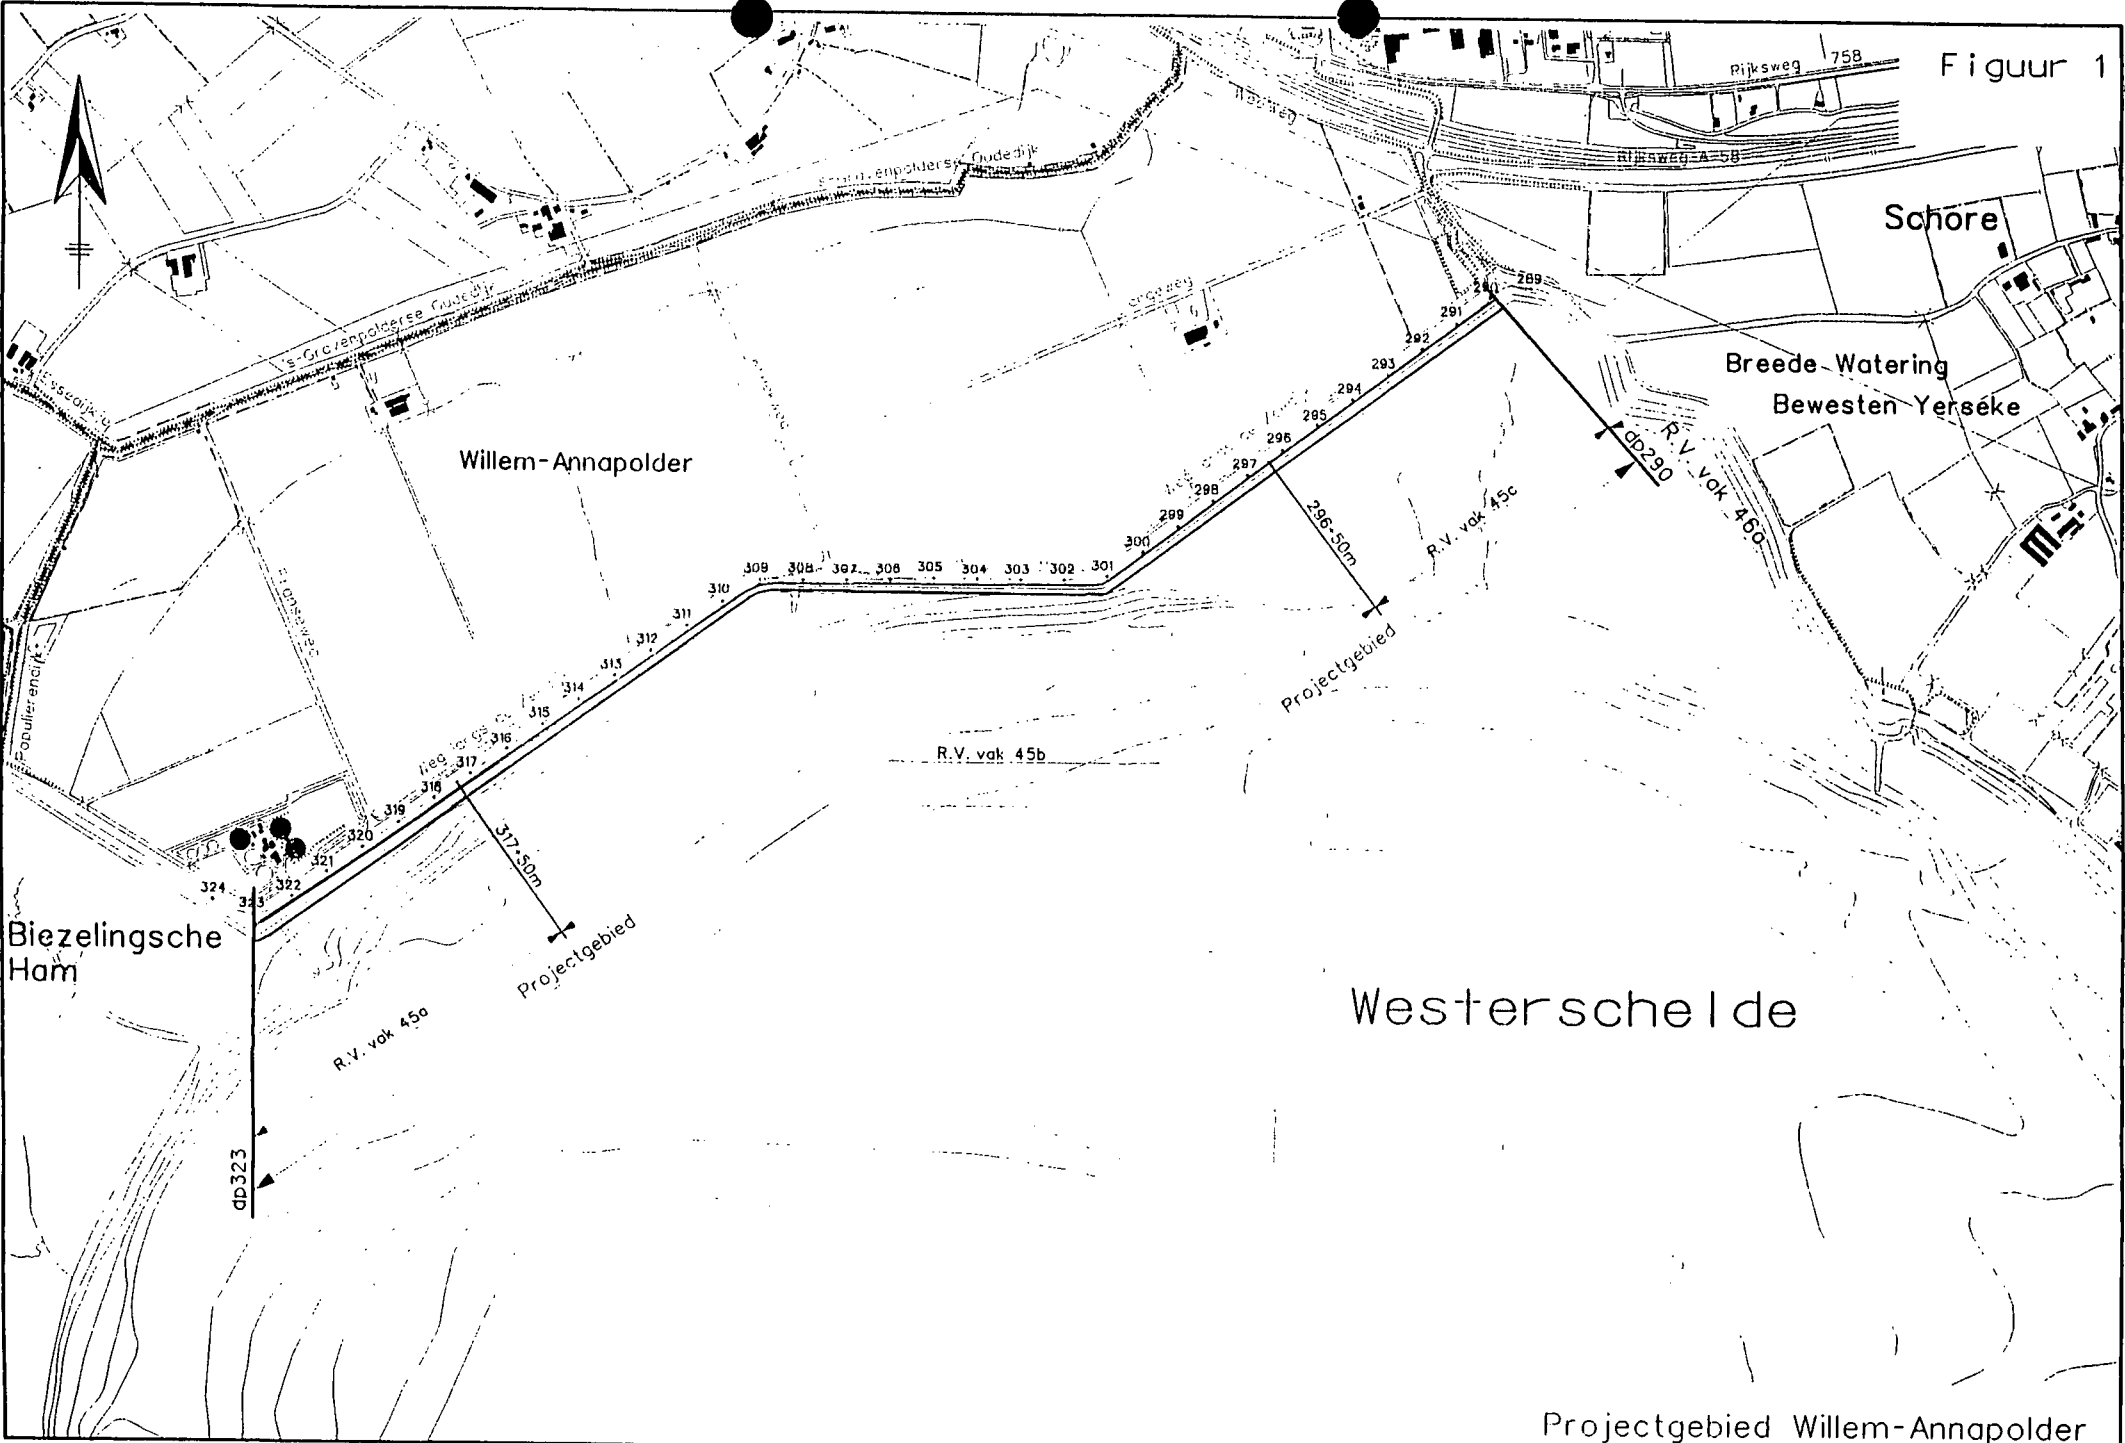 Figuur 1
Rijksweg 758
Rijksweg A-58
Schore
's-Gravenpolderse Oudedijk
Breede Watering
Bewesten Yerseke
Willem-Annapolder
Populierendijk
289
290
291
292
293
294
295
296
297
298
299
300
301
302
303
304
305
306
307
308
309
310
311
312
313
314
315
316
317
318
319
320
321
322
323
324
dp290
R.V. vak 46a
R.V. vak 45c
296+50m
Projectgebied
R.V. vak 45b
317+50m
Projectgebied
R.V. vak 45a
dp323
Biezelingsche
Ham
Westerschelde
Projectgebied Willem-Annapolder